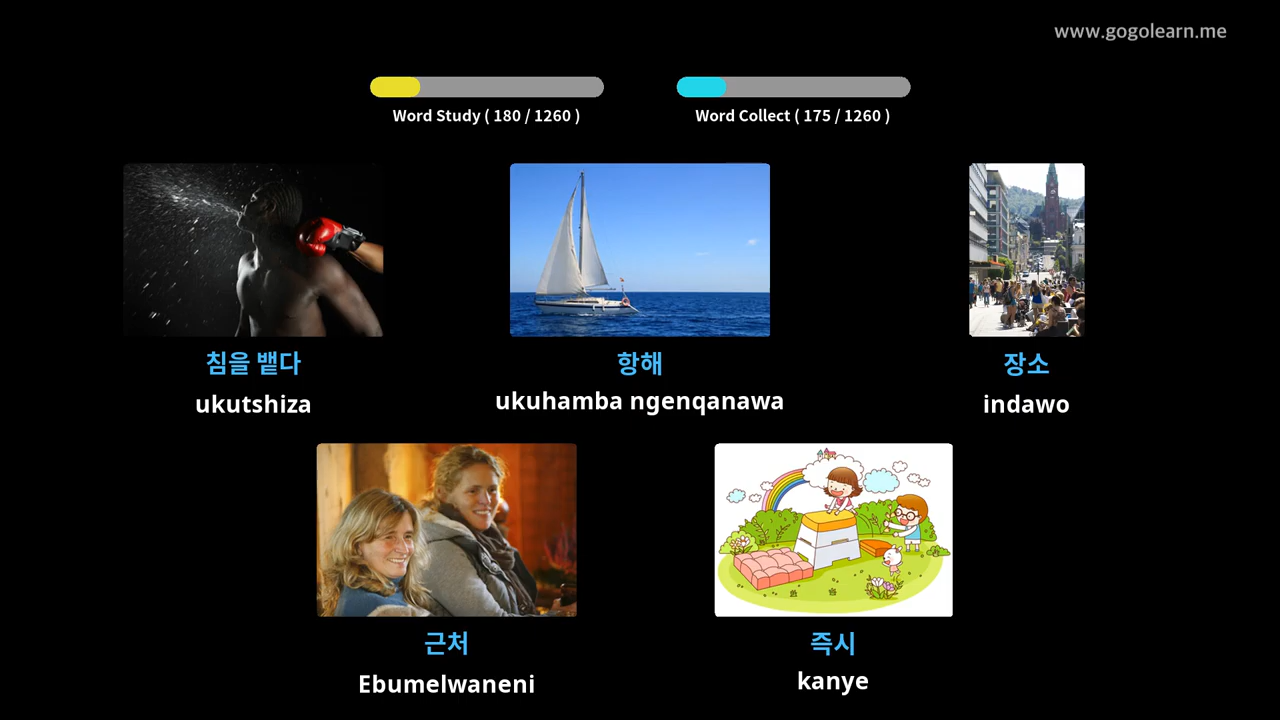 www.gogolearn.me
Word Study ( 180 / 1260 )
Word Collect ( 175 / 1260 )
침을 뱉다
ukutshiza
항해
ukuhamba ngenqanawa
장소
indawo
근처
Ebumelwaneni
즉시
kanye